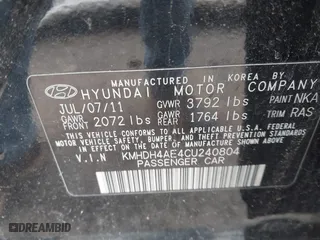 MANUFACTURED IN KOREA BY
HYUNDAI MOTOR COMPANY
JUL/07/11 GVWR 3792 lbs PAINT NKA
GAWR FRONT 2072 lbs GAWR REAR 1764 lbs TRIM RAS
THIS VEHICLE CONFORMS TO ALL APPLICABLE
FEDERAL MOTOR VEHICLE SAFETY, BUMPER
AND THEFT PREVENTION STANDARDS IN EFFECT
ON THE DATE OF MANUFACTURE SHOWN ABOVE.
V.I.N KMHDH4AE4CU240804
PASSENGER CAR
© DREAMBID AUTOBIDMASTER